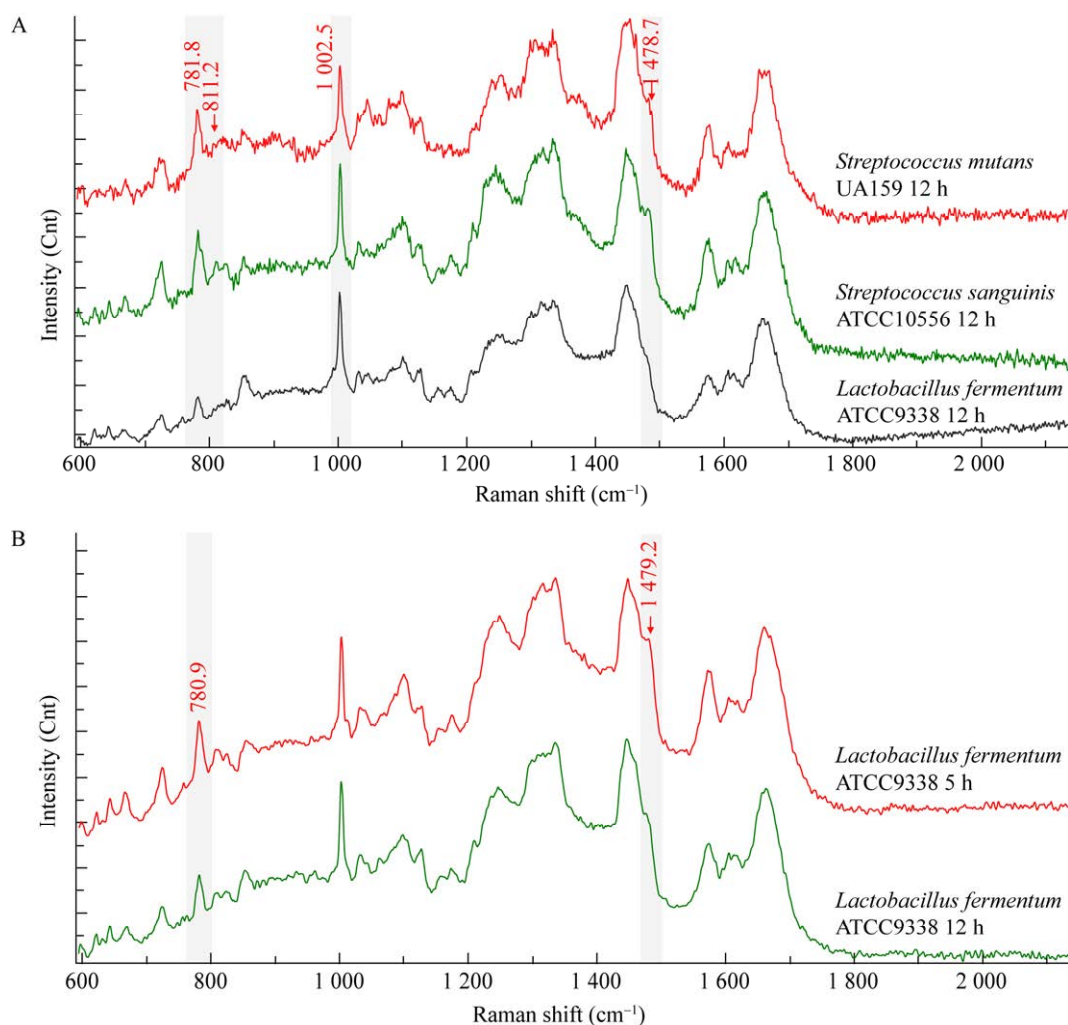 A
781.8
811.2
1 002.5
1 478.7
Streptococcus mutans
UA159 12 h
Streptococcus sanguinis
ATCC10556 12 h
Lactobacillus fermentum
ATCC9338 12 h
Intensity (Cnt)
600 800 1 000 1 200 1 400 1 600 1 800 2 000
Raman shift (cm⁻¹)
B
780.9
1 479.2
Lactobacillus fermentum
ATCC9338 5 h
Lactobacillus fermentum
ATCC9338 12 h
Intensity (Cnt)
600 800 1 000 1 200 1 400 1 600 1 800 2 000
Raman shift (cm⁻¹)